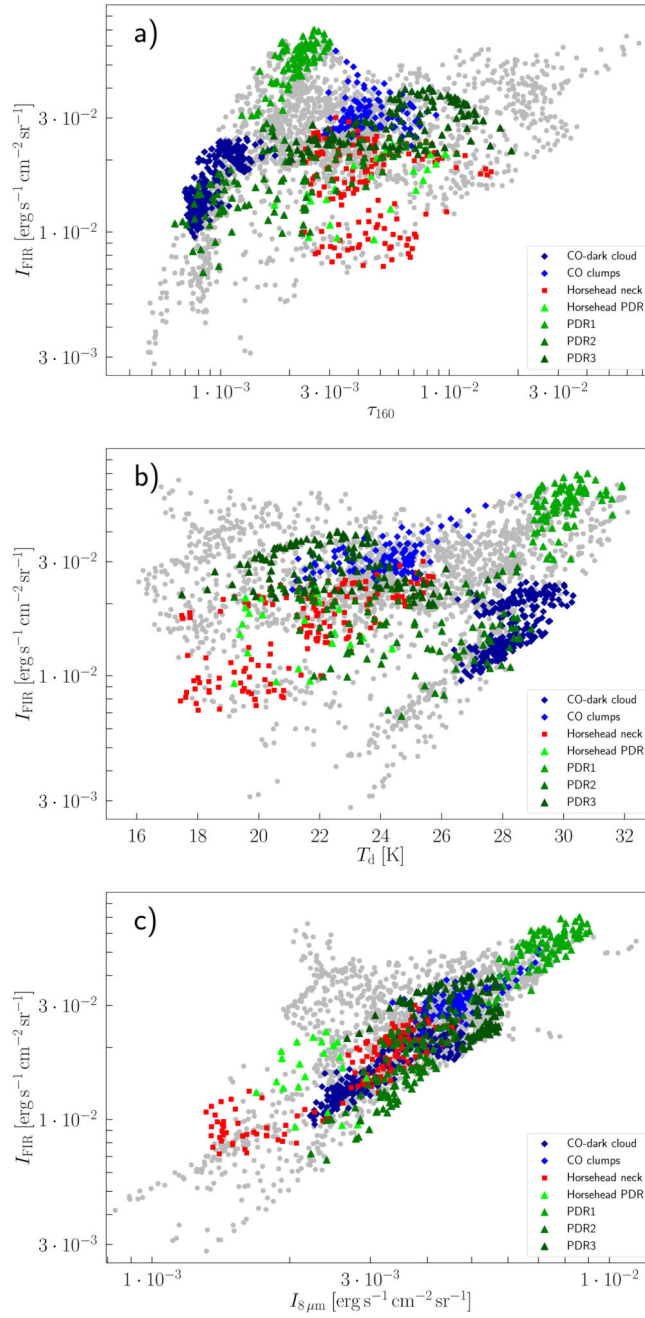 a)
I_FIR [erg s⁻¹ cm⁻² sr⁻¹]
3 · 10⁻²
1 · 10⁻²
3 · 10⁻³
CO-dark cloud
CO clumps
Horsehead neck
Horsehead PDR
PDR1
PDR2
PDR3
1 · 10⁻³ 3 · 10⁻³ 1 · 10⁻² 3 · 10⁻²
τ₁₆₀
b)
I_FIR [erg s⁻¹ cm⁻² sr⁻¹]
3 · 10⁻²
1 · 10⁻²
3 · 10⁻³
CO-dark cloud
CO clumps
Horsehead neck
Horsehead PDR
PDR1
PDR2
PDR3
16 18 20 22 24 26 28 30 32
T_d [K]
c)
I_FIR [erg s⁻¹ cm⁻² sr⁻¹]
3 · 10⁻²
1 · 10⁻²
3 · 10⁻³
CO-dark cloud
CO clumps
Horsehead neck
Horsehead PDR
PDR1
PDR2
PDR3
1 · 10⁻³ 3 · 10⁻³ 1 · 10⁻²
I_8 μm [erg s⁻¹ cm⁻² sr⁻¹]